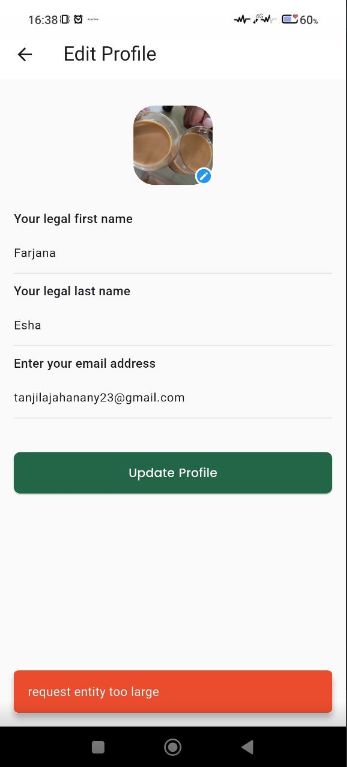 16:38
60%
Edit Profile
Your legal first name
Farjana
Your legal last name
Esha
Enter your email address
tanjilajahanany23@gmail.com
Update Profile
request entity too large